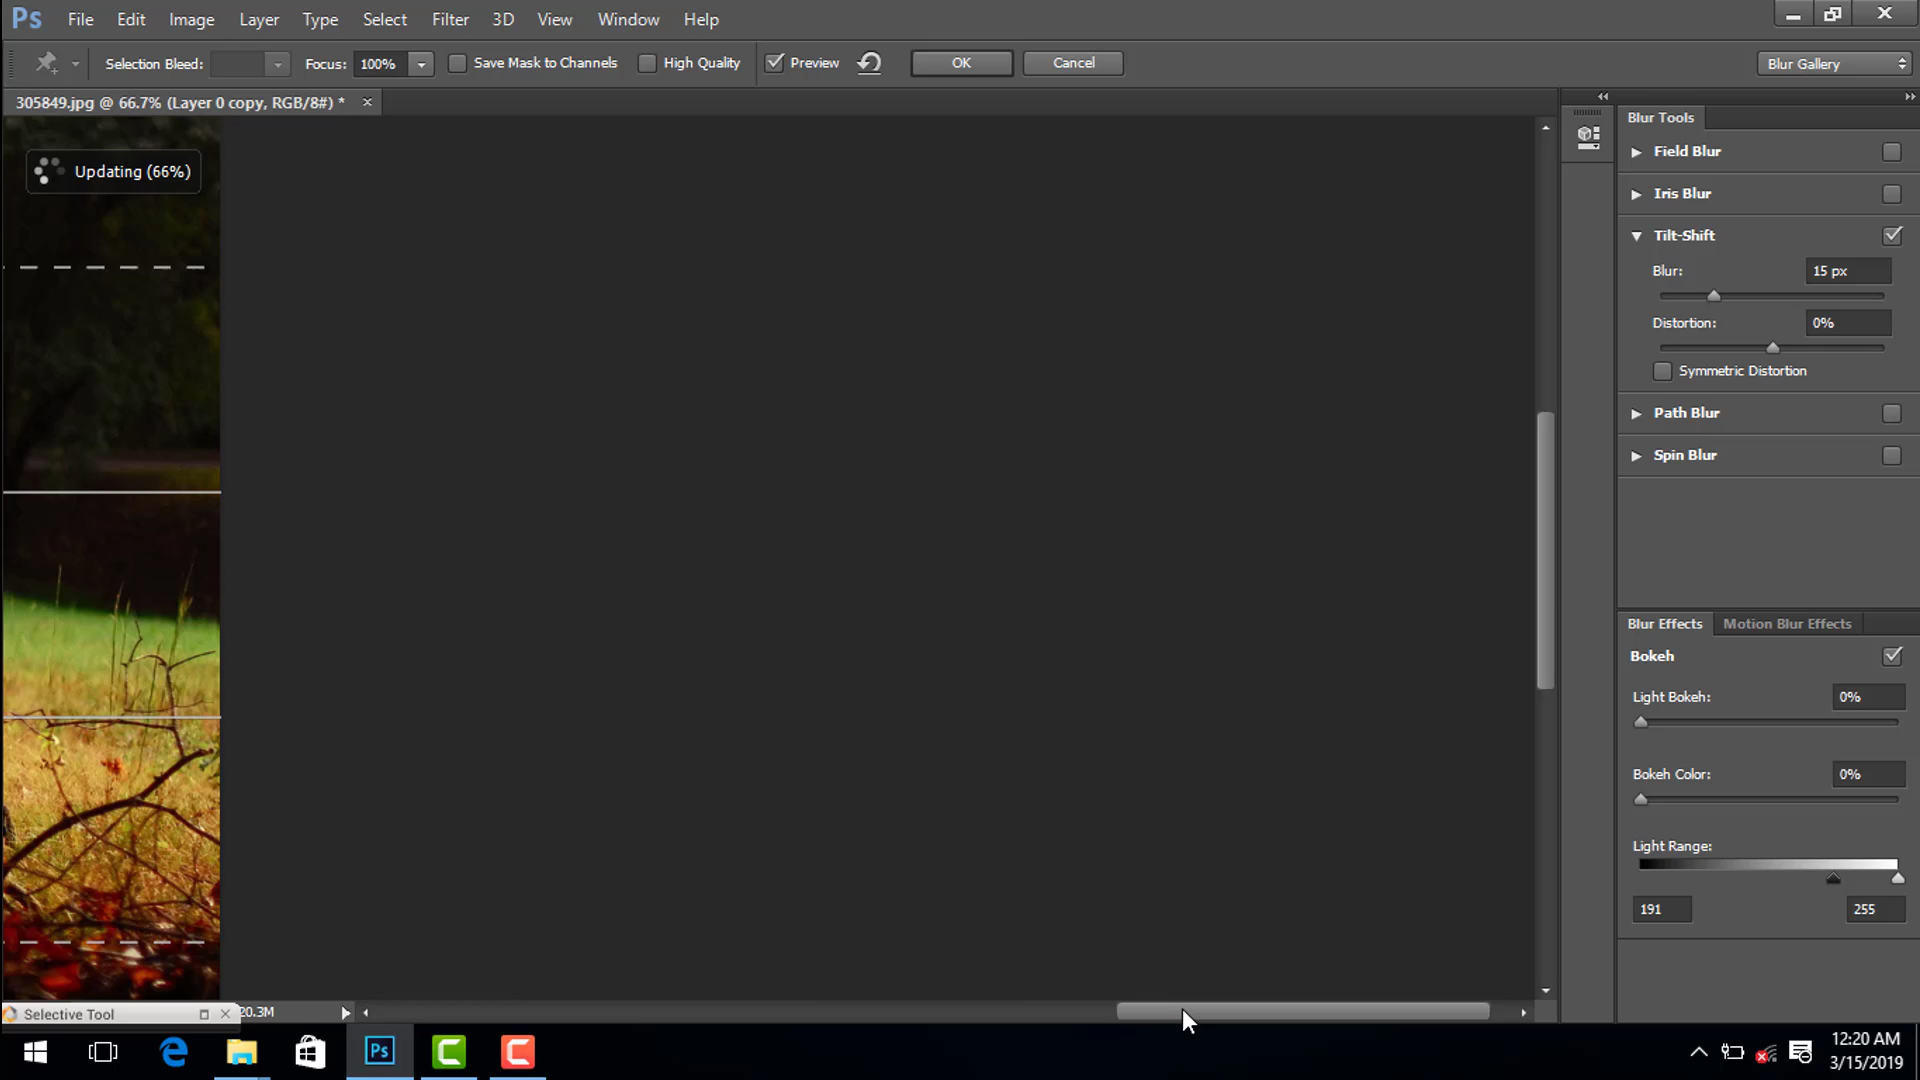 Ps File Edit Image Layer Type Select Filter 3D View Window Help
Selection Bleed: Focus: 100% Save Mask to Channels High Quality Preview OK Cancel Blur Gallery
305849.jpg @ 66.7% (Layer 0 copy, RGB/8#) *
Updating (66%)
Blur Tools
Field Blur
Iris Blur
Tilt-Shift
Blur: 15 px
Distortion: 0%
Symmetric Distortion
Path Blur
Spin Blur
Blur Effects Motion Blur Effects
Bokeh
Light Bokeh: 0%
Bokeh Color: 0%
Light Range:
191 255
Selective Tool
20.3M
Ps
12:20 AM
3/15/2019